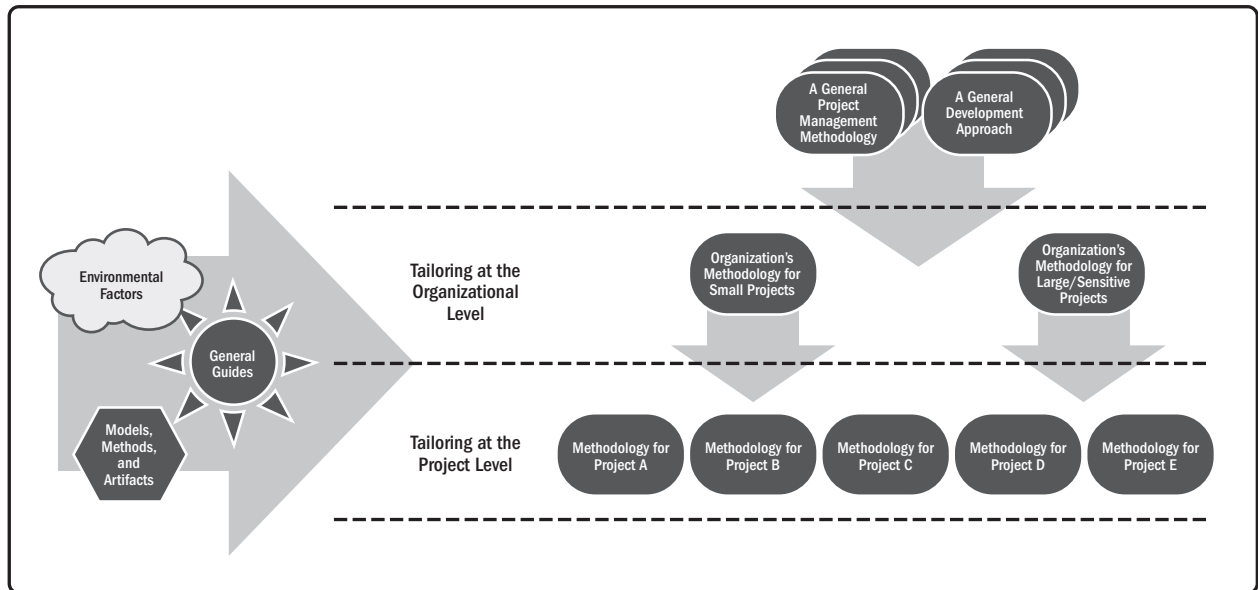 A General
Project
Management
Methodology
A General
Development
Approach
Environmental
Factors
General
Guides
Models,
Methods,
and
Artifacts
Tailoring at the
Organizational
Level
Organization’s
Methodology for
Small Projects
Organization’s
Methodology for
Large/Sensitive
Projects
Tailoring at the
Project Level
Methodology for
Project A
Methodology for
Project B
Methodology for
Project C
Methodology for
Project D
Methodology for
Project E